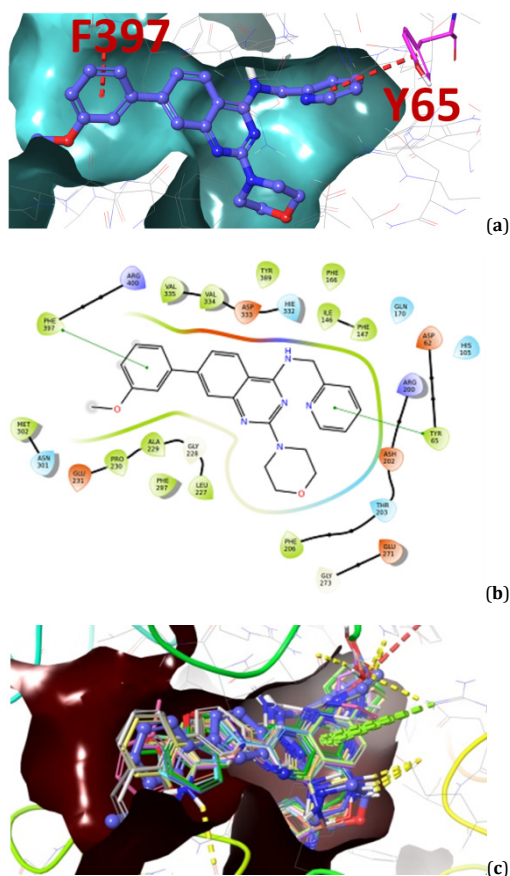 F397
Y65
(a)
ARG
400
VAL
335
VAL
334
TYR
389
ASP
333
HIE
332
PHE
166
ILE
146
PHE
147
GLN
170
ASP
62
HIS
105
PHE
397
HN
ARG
200
N
N
N
TYR
65
O
MET
302
ASN
301
GLU
231
PRO
230
ALA
229
GLY
228
PHE
297
LEU
227
N
O
ASH
202
THR
203
PHE
206
GLU
271
GLY
273
(b)
(c)